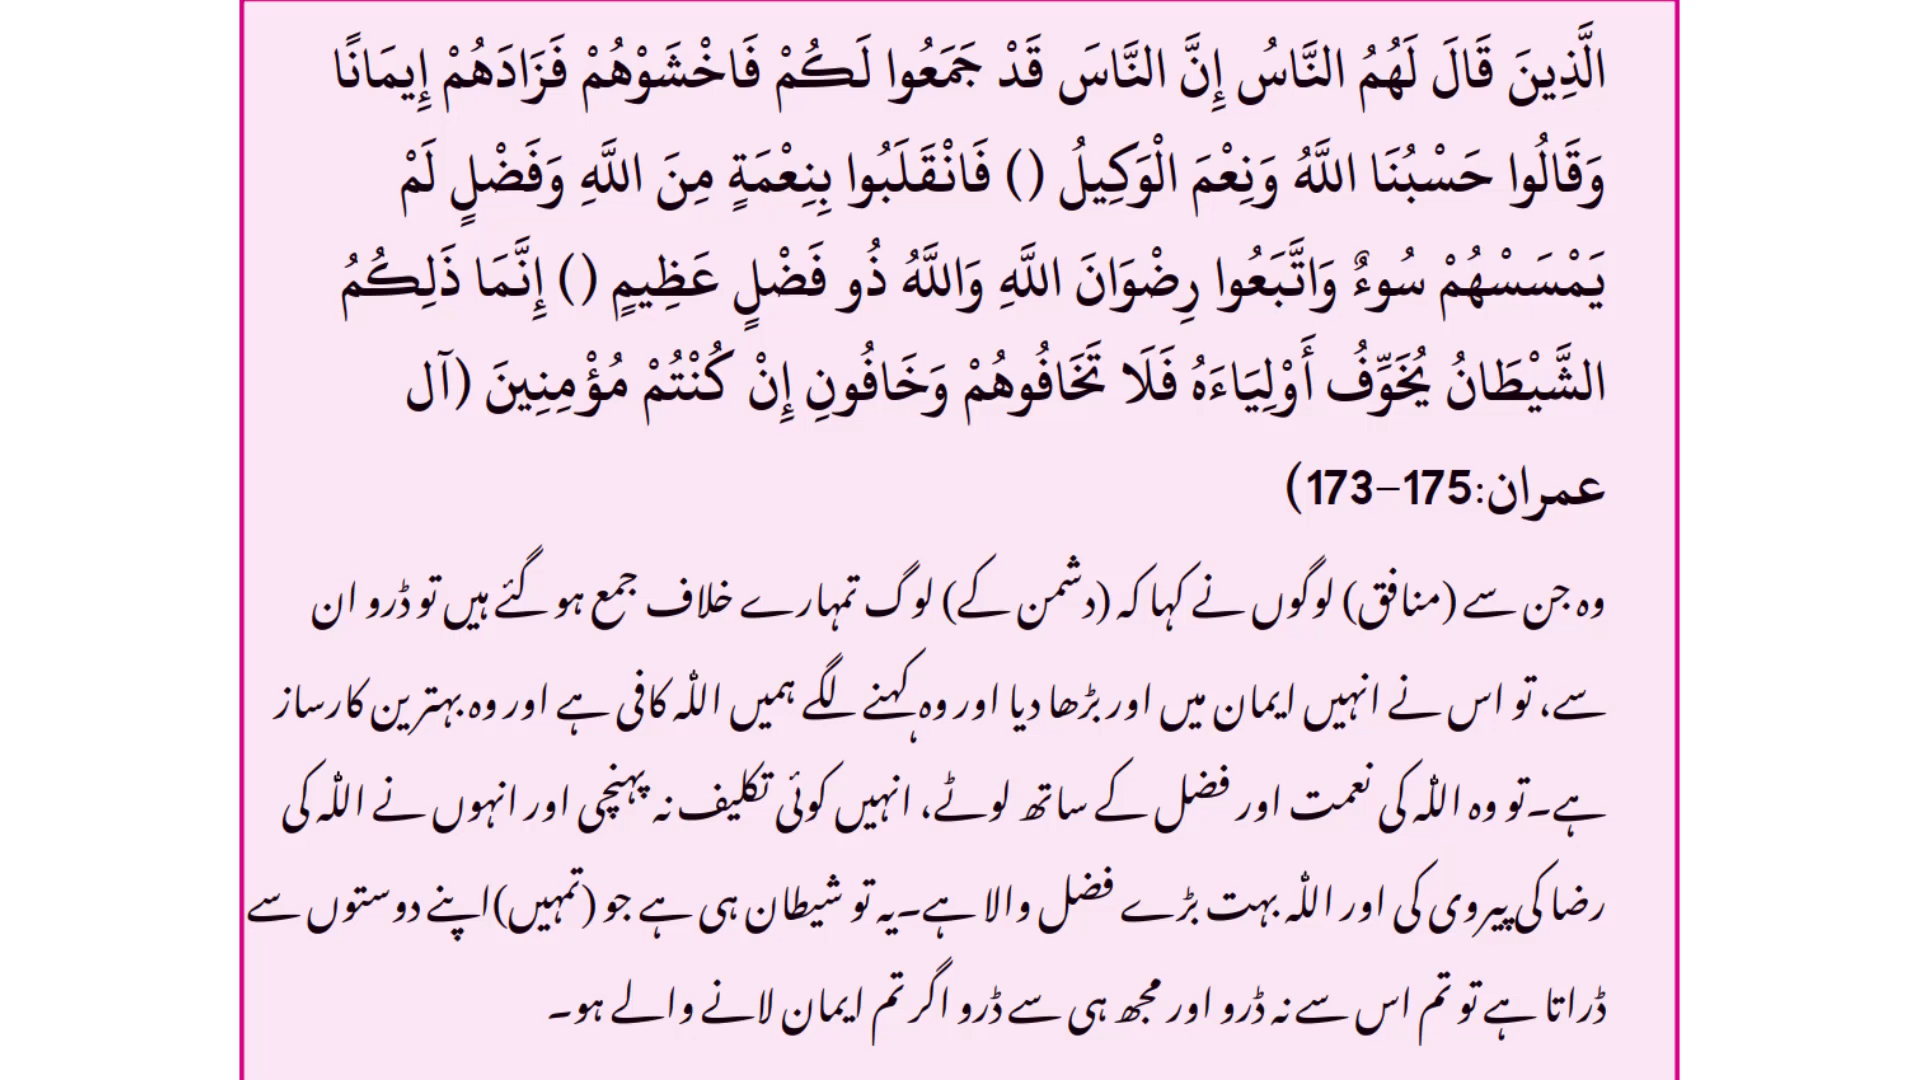 الَّذِينَ قَالَ لَهُمُ النَّاسُ إِنَّ النَّاسَ قَدْ جَمَعُوا لَكُمْ فَاخْشَوْهُمْ فَزَادَهُمْ إِيمَانًا
وَقَالُوا حَسْبُنَا اللَّهُ وَنِعْمَ الْوَكِيلُ () فَانْقَلَبُوا بِنِعْمَةٍ مِنَ اللَّهِ وَفَضْلٍ لَمْ
يَمْسَسْهُمْ سُوءٌ وَاتَّبَعُوا رِضْوَانَ اللَّهِ وَاللَّهُ ذُو فَضْلٍ عَظِيمٍ () إِنَّمَا ذَلِكُمُ
الشَّيْطَانُ يُخَوِّفُ أَوْلِيَاءَهُ فَلَا تَخَافُوهُمْ وَخَافُونِ إِنْ كُنْتُمْ مُؤْمِنِينَ (آل
عمران:175-173)
وہ جن سے (منافق) لوگوں نے کہا کہ (دشمن کے) لوگ تمہارے خلاف جمع ہو گئے ہیں تو ڈرو ان
سے، تو اس نے انہیں ایمان میں اور بڑھا دیا اور وہ کہنے لگے ہمیں اللہ کافی ہے اور وہ بہترین کارساز
ہے۔تو وہ اللہ کی نعمت اور فضل کے ساتھ لوٹے، انہیں کوئی تکلیف نہ پہنچی اور انہوں نے اللہ کی
رضا کی پیروی کی اور اللہ بہت بڑے فضل والا ہے۔یہ تو شیطان ہی ہے جو (تمہیں)اپنے دوستوں سے
ڈراتا ہے تو تم اس سے نہ ڈرو اور مجھ ہی سے ڈرو اگر تم ایمان لانے والے ہو۔